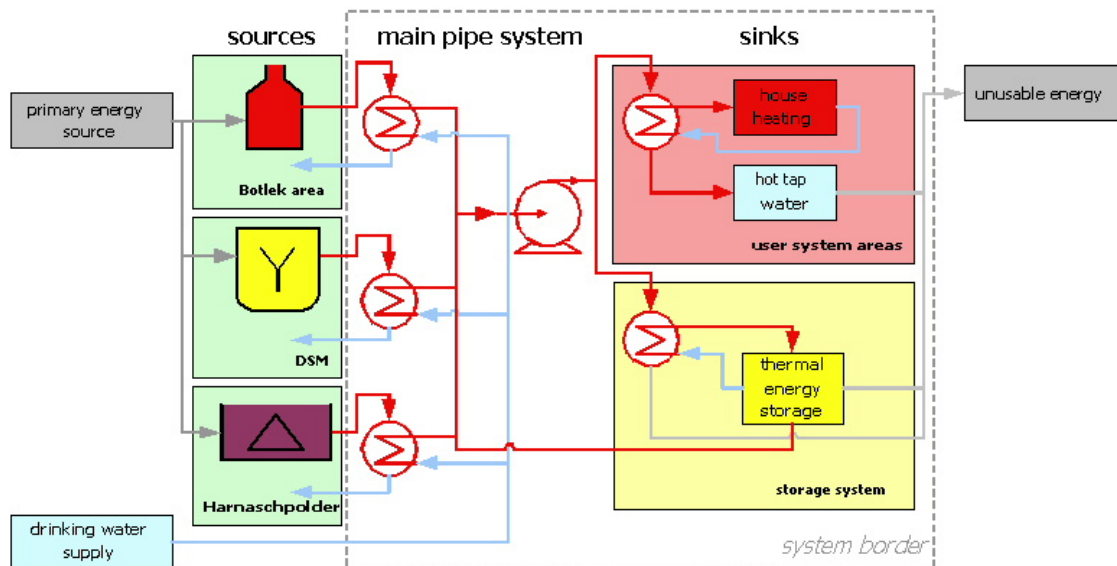 sources
main pipe system
sinks
primary energy
source
Botlek area
DSM
Harnaschpolder
drinking water
supply
house
heating
hot tap
water
user system areas
thermal
energy
storage
storage system
unusable energy
system border